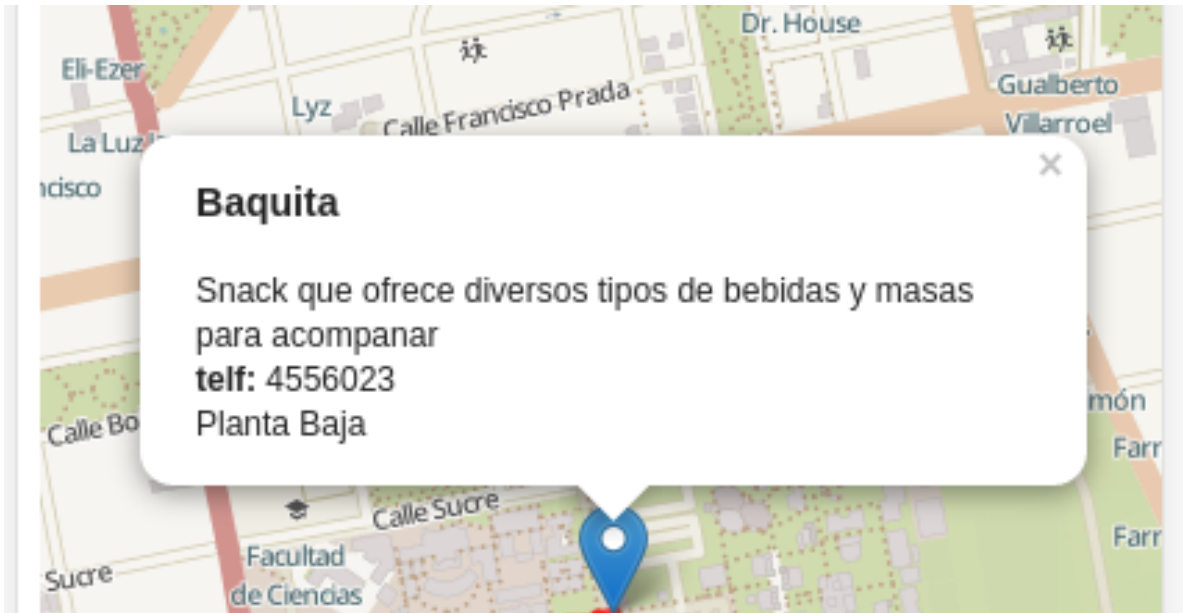 Dr. House
Eli-Ezer
Gualberto
Villarroel
Lyz
Calle Francisco Prada
La Luz
ncisco
×
Baquita
Snack que ofrece diversos tipos de bebidas y masas
para acompanar
telf: 4556023
Planta Baja
món
Calle Bo
Farr
Calle Sucre
Facultad
de Ciencias
Farr
Sucre